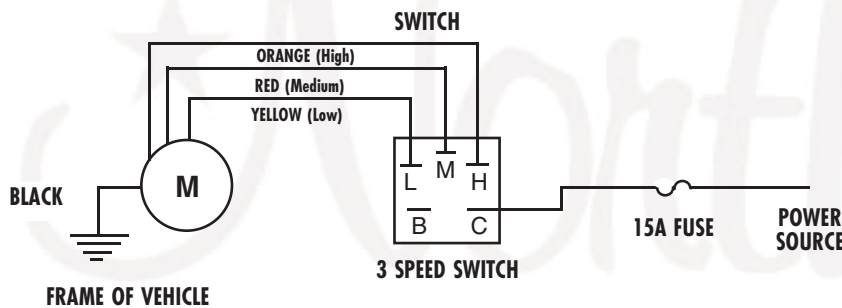 SWITCH
ORANGE (High)
RED (Medium)
YELLOW (Low)
BLACK
M
L
M
H
B
C
15A FUSE
POWER
SOURCE
3 SPEED SWITCH
FRAME OF VEHICLE